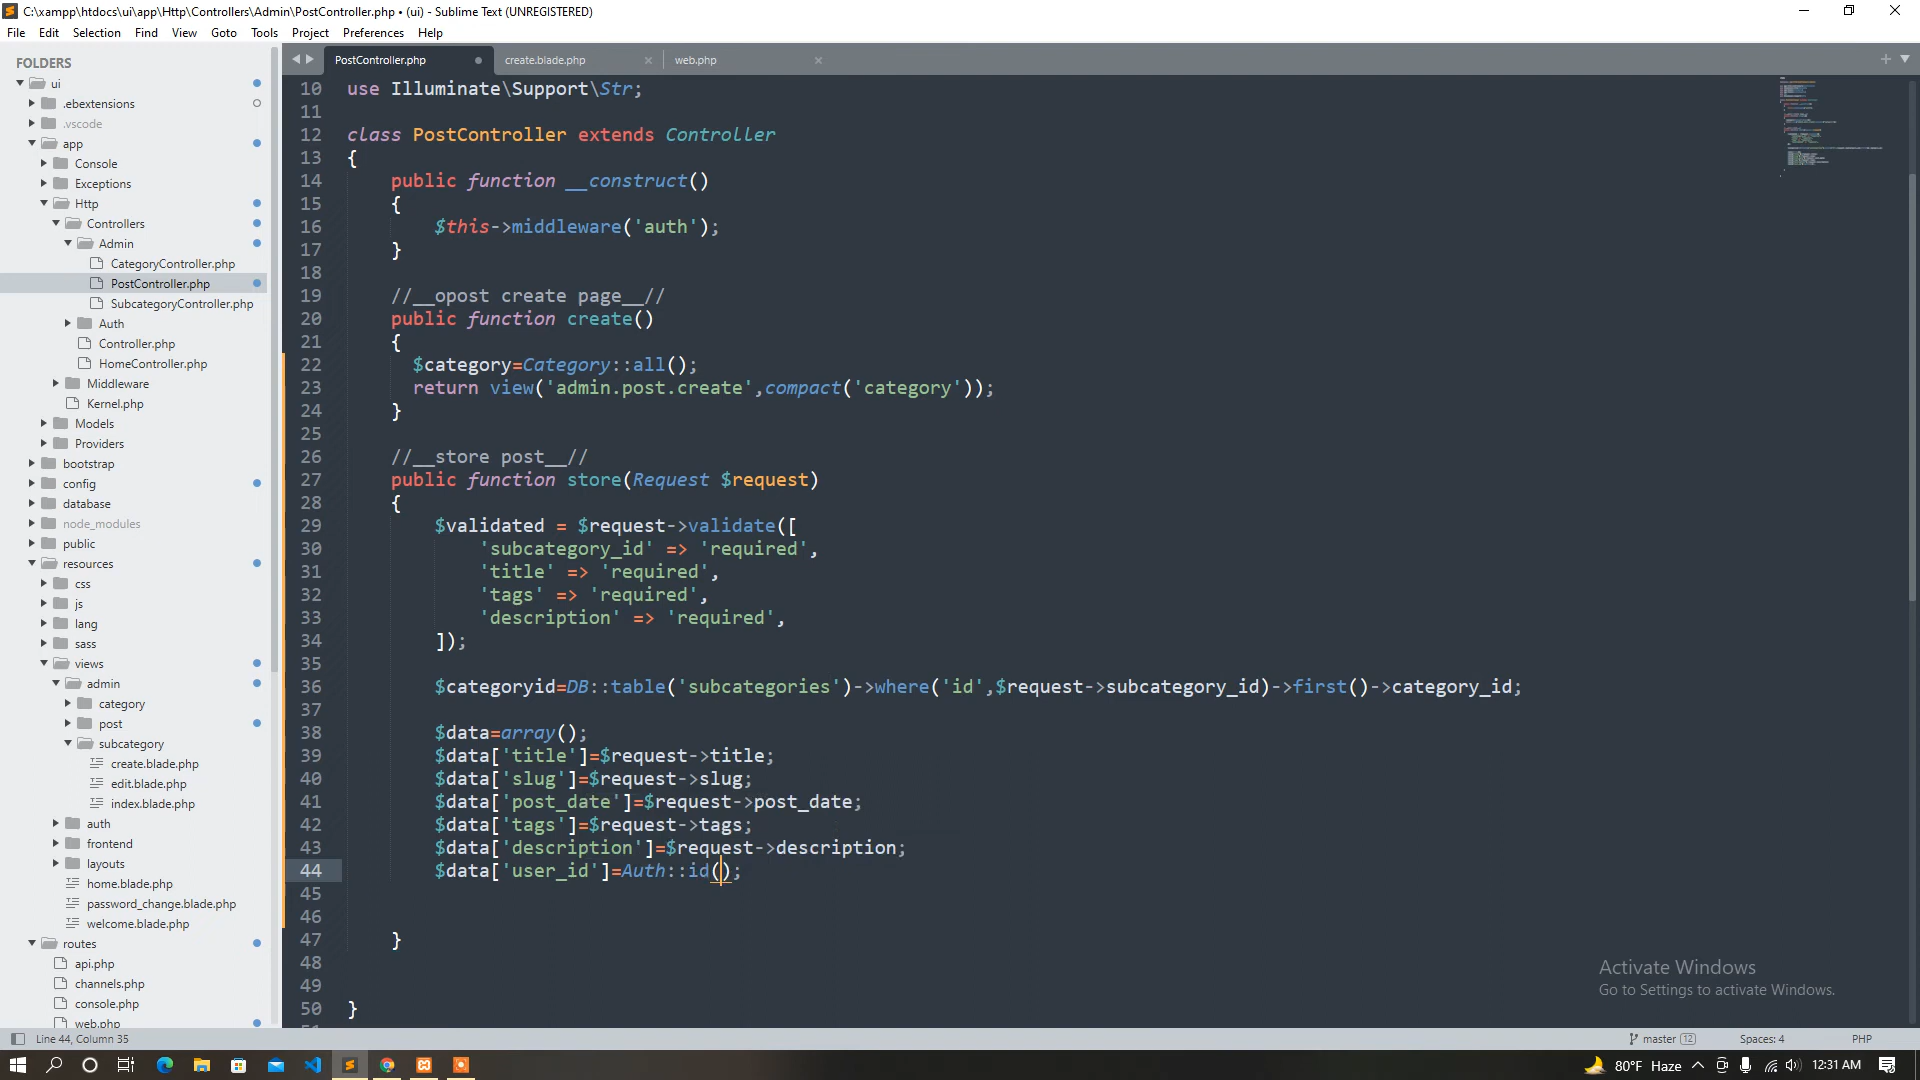 C:\xampp\htdocs\ui\app\Http\Controllers\Admin\PostController.php • (ui) - Sublime Text (UNREGISTERED)
File Edit Selection Find View Goto Tools Project Preferences Help
FOLDERS
ui
.ebextensions
.vscode
app
Console
Exceptions
Http
Controllers
Admin
CategoryController.php
PostController.php
SubcategoryController.php
Auth
Controller.php
HomeController.php
Middleware
Kernel.php
Models
Providers
bootstrap
config
database
node_modules
public
resources
css
js
lang
sass
views
admin
category
post
subcategory
create.blade.php
edit.blade.php
index.blade.php
auth
frontend
layouts
home.blade.php
password_change.blade.php
welcome.blade.php
routes
api.php
channels.php
console.php
web.php
PostController.php create.blade.php web.php
10 use Illuminate\Support\Str;
11
12 class PostController extends Controller
13 {
14 public function __construct()
15 {
16 $this->middleware('auth');
17 }
18
19 //__opost create page__//
20 public function create()
21 {
22 $category=Category::all();
23 return view('admin.post.create',compact('category'));
24 }
25
26 //__store post__//
27 public function store(Request $request)
28 {
29 $validated = $request->validate([
30 'subcategory_id' => 'required',
31 'title' => 'required',
32 'tags' => 'required',
33 'description' => 'required',
34 ]);
35
36 $categoryid=DB::table('subcategories')->where('id',$request->subcategory_id)->first()->category_id;
37
38 $data=array();
39 $data['title']=$request->title;
40 $data['slug']=$request->slug;
41 $data['post_date']=$request->post_date;
42 $data['tags']=$request->tags;
43 $data['description']=$request->description;
44 $data['user_id']=Auth::id();
45
46
47 }
48
49
50 }
Activate Windows
Go to Settings to activate Windows.
Line 44, Column 35 master 12 Spaces: 4 PHP
80°F Haze 12:31 AM